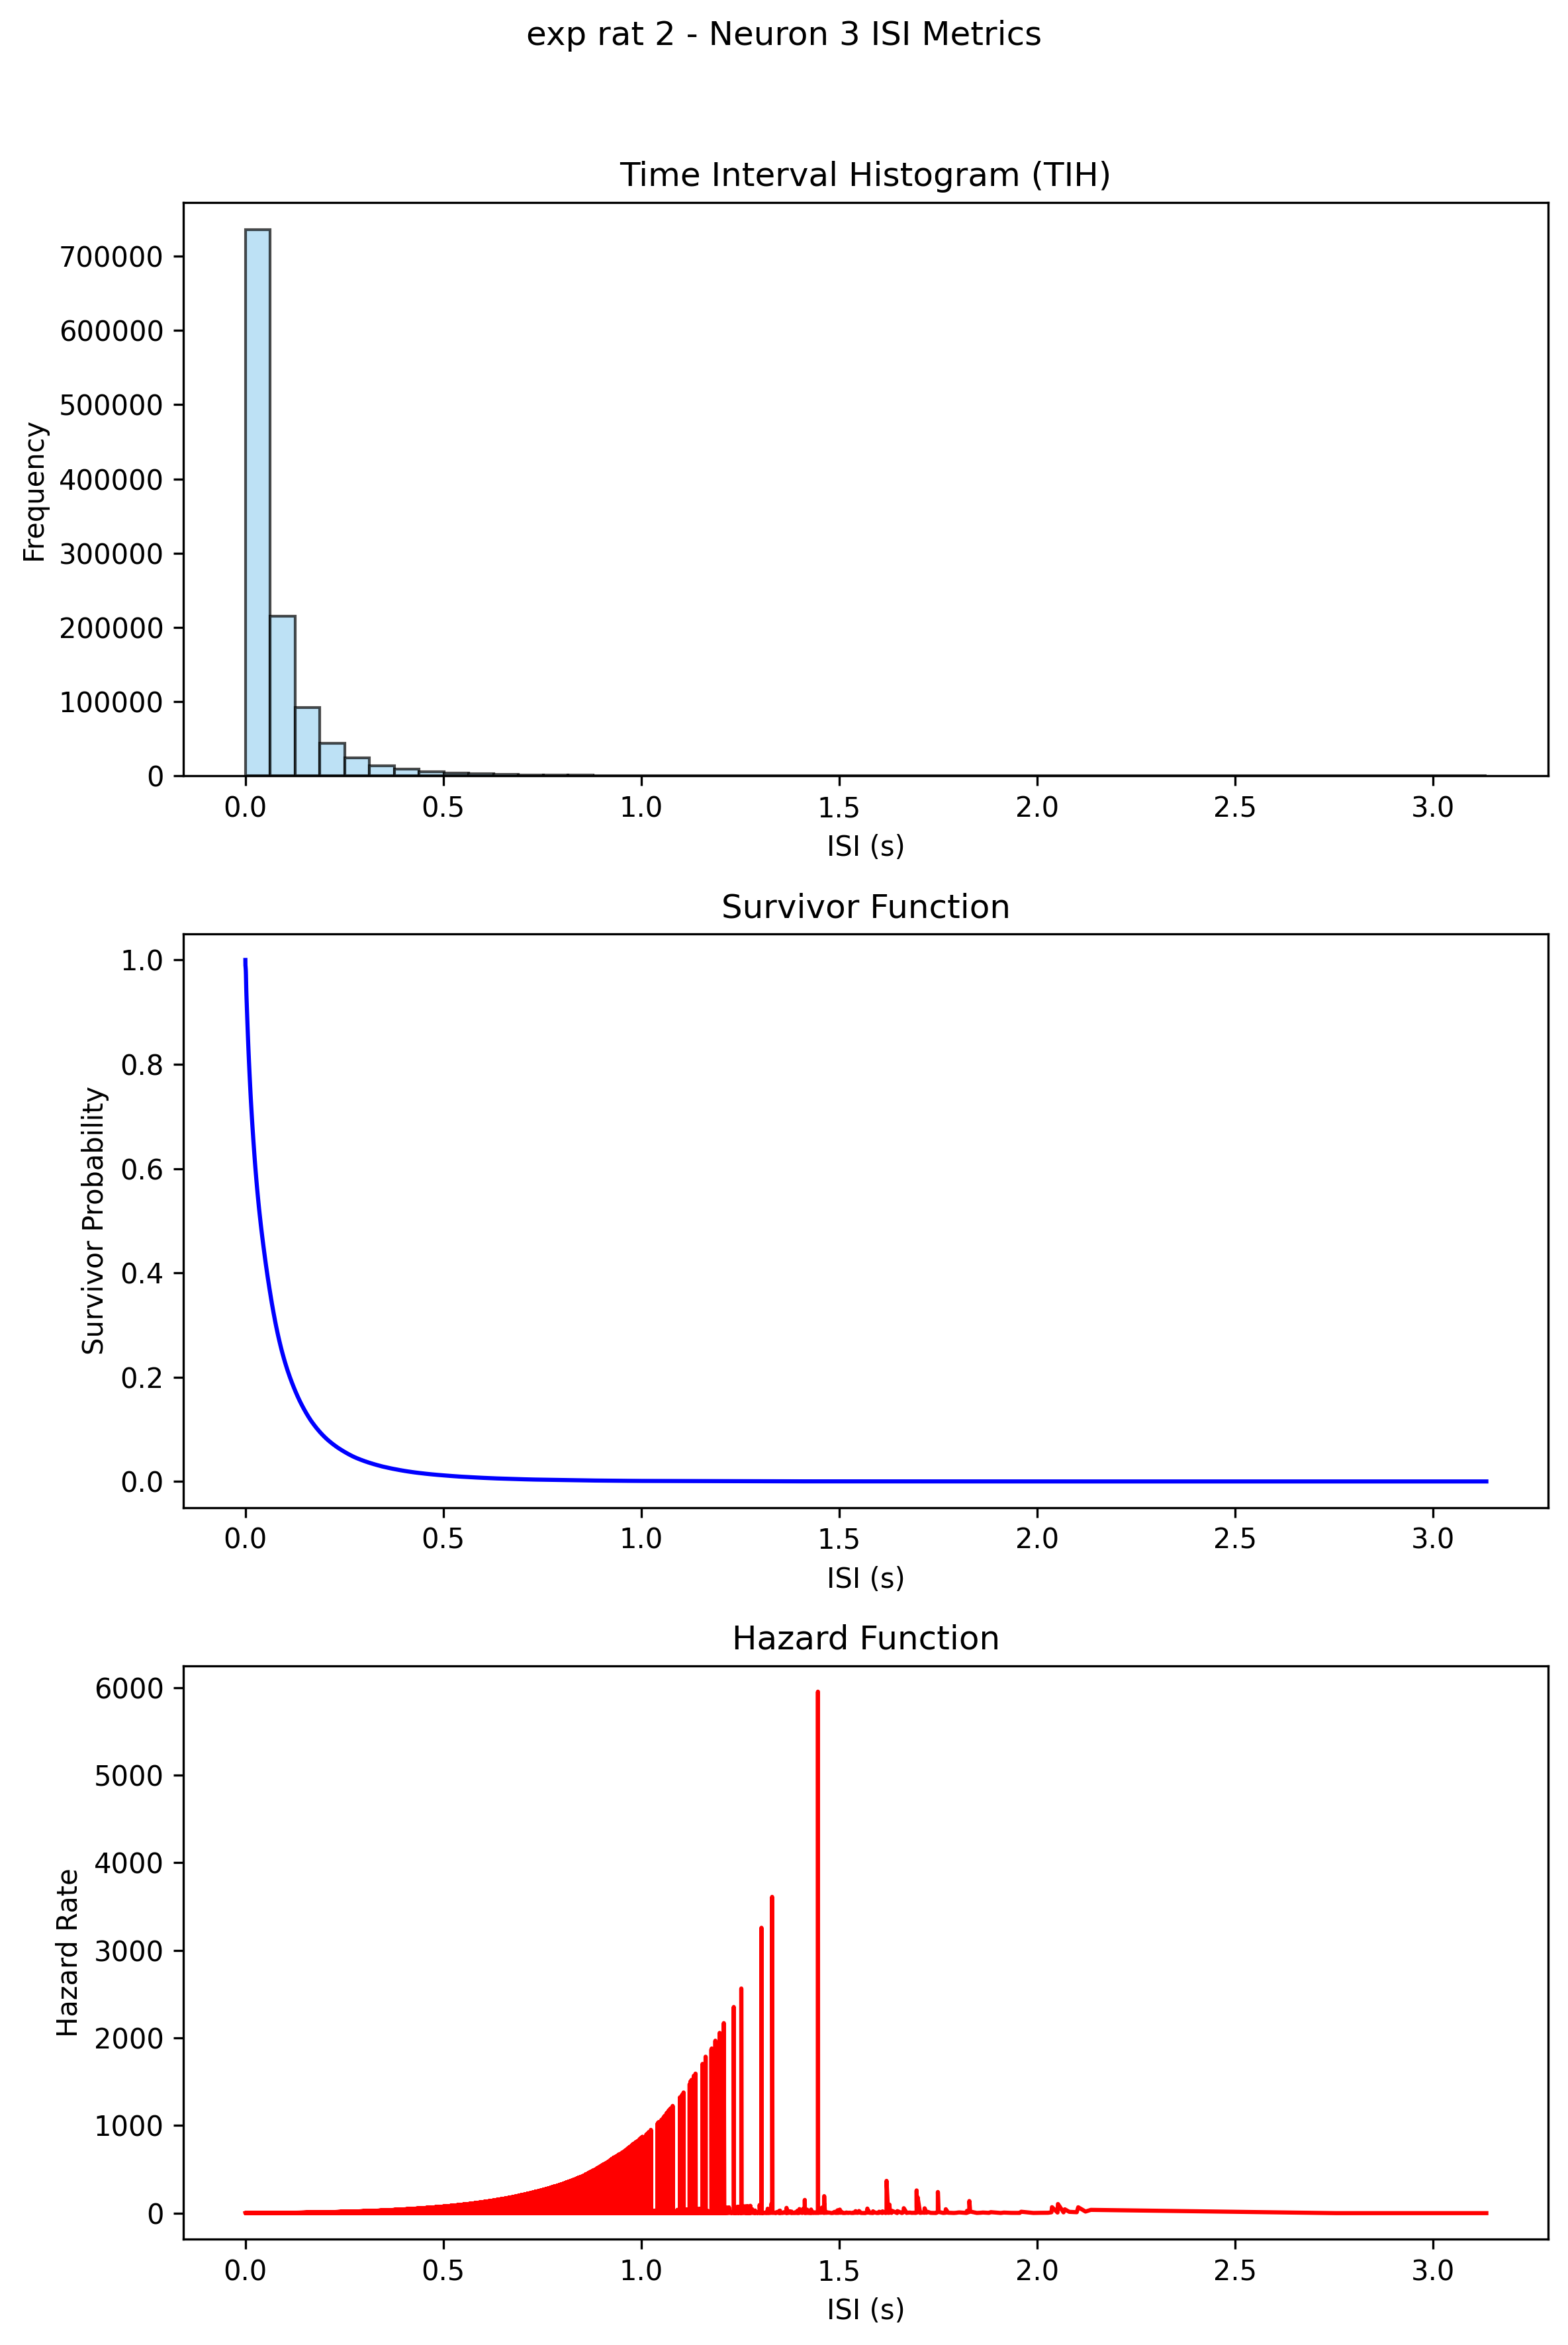 exp rat 2 - Neuron 3 ISI Metrics
Time Interval Histogram (TIH)
Frequency
700000
600000
500000
400000
300000
200000
100000
0
0.0 0.5 1.0 1.5 2.0 2.5 3.0
ISI (s)
Survivor Function
Survivor Probability
1.0
0.8
0.6
0.4
0.2
0.0
0.0 0.5 1.0 1.5 2.0 2.5 3.0
ISI (s)
Hazard Function
Hazard Rate
6000
5000
4000
3000
2000
1000
0
0.0 0.5 1.0 1.5 2.0 2.5 3.0
ISI (s)